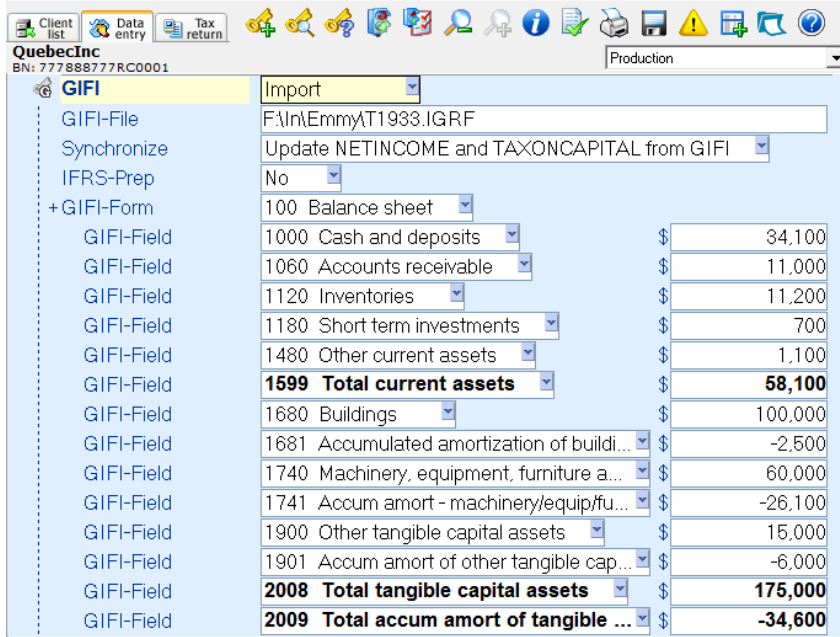 Client list
Data entry
Tax return
QuebecInc
BN: 777888777RC0001
Production
GIFI Import
GIFI-File F:\In\Emmy\T1933.IGRF
Synchronize Update NETINCOME and TAXONCAPITAL from GIFI
IFRS-Prep No
+GIFI-Form 100 Balance sheet
GIFI-Field 1000 Cash and deposits $ 34,100
GIFI-Field 1060 Accounts receivable $ 11,000
GIFI-Field 1120 Inventories $ 11,200
GIFI-Field 1180 Short term investments $ 700
GIFI-Field 1480 Other current assets $ 1,100
GIFI-Field 1599 Total current assets $ 58,100
GIFI-Field 1680 Buildings $ 100,000
GIFI-Field 1681 Accumulated amortization of buildi... $ -2,500
GIFI-Field 1740 Machinery, equipment, furniture a... $ 60,000
GIFI-Field 1741 Accum amort - machinery/equip/fu... $ -26,100
GIFI-Field 1900 Other tangible capital assets $ 15,000
GIFI-Field 1901 Accum amort of other tangible cap... $ -6,000
GIFI-Field 2008 Total tangible capital assets $ 175,000
GIFI-Field 2009 Total accum amort of tangible ... $ -34,600